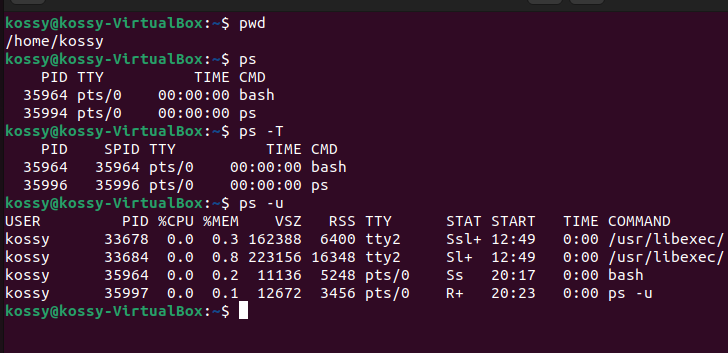 kossy@kossy-VirtualBox:~$ pwd
/home/kossy
kossy@kossy-VirtualBox:~$ ps
    PID TTY          TIME CMD
  35964 pts/0    00:00:00 bash
  35994 pts/0    00:00:00 ps
kossy@kossy-VirtualBox:~$ ps -T
    PID    SPID TTY          TIME CMD
  35964   35964 pts/0    00:00:00 bash
  35996   35996 pts/0    00:00:00 ps
kossy@kossy-VirtualBox:~$ ps -u
USER         PID %CPU %MEM    VSZ   RSS TTY      STAT START   TIME COMMAND
kossy      33678  0.0  0.3 162388  6400 tty2     Ssl+ 12:49   0:00 /usr/libexec/
kossy      33684  0.0  0.8 223156 16348 tty2     Sl+  12:49   0:00 /usr/libexec/
kossy      35964  0.0  0.2  11136  5248 pts/0    Ss   20:17   0:00 bash
kossy      35997  0.0  0.1  12672  3456 pts/0    R+   20:23   0:00 ps -u
kossy@kossy-VirtualBox:~$